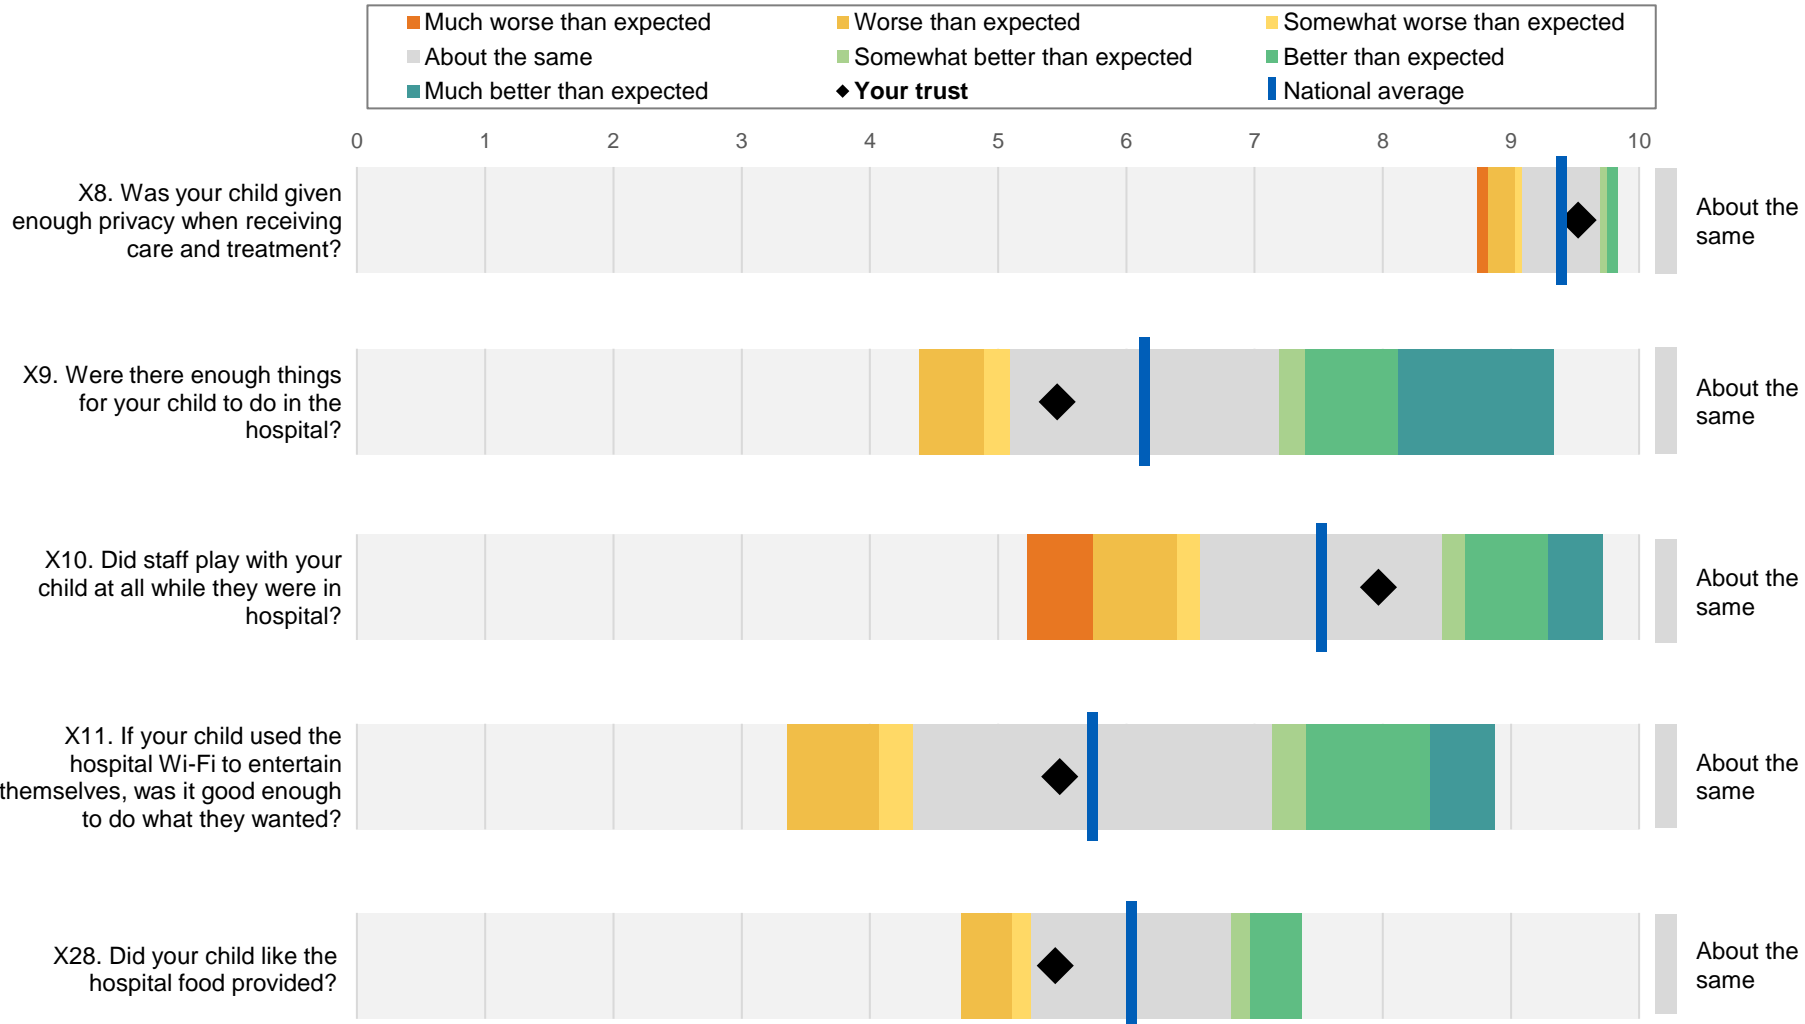 Much worse than expected
Worse than expected
Somewhat worse than expected
About the same
Somewhat better than expected
Better than expected
Much better than expected
Your trust
National average
0 1 2 3 4 5 6 7 8 9 10
X8. Was your child given
enough privacy when receiving
care and treatment?
About the
same
X9. Were there enough things
for your child to do in the
hospital?
About the
same
X10. Did staff play with your
child at all while they were in
hospital?
About the
same
X11. If your child used the
hospital Wi-Fi to entertain
themselves, was it good enough
to do what they wanted?
About the
same
X28. Did your child like the
hospital food provided?
About the
same